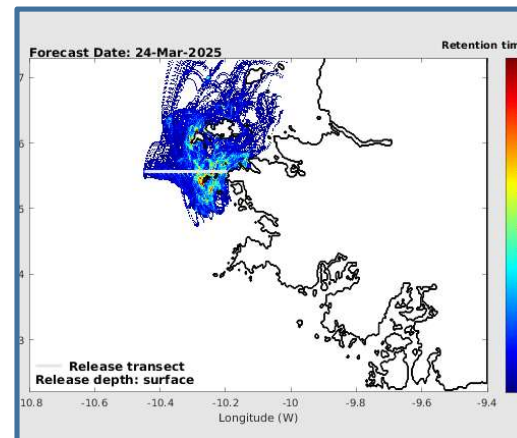 Forecast Date: 24-Mar-2025
Retention tim
7
6
5
4
3
Release transect
Release depth: surface
10.8 -10.6 -10.4 -10.2 -10 -9.8 -9.6 -9.4
Longitude (W)